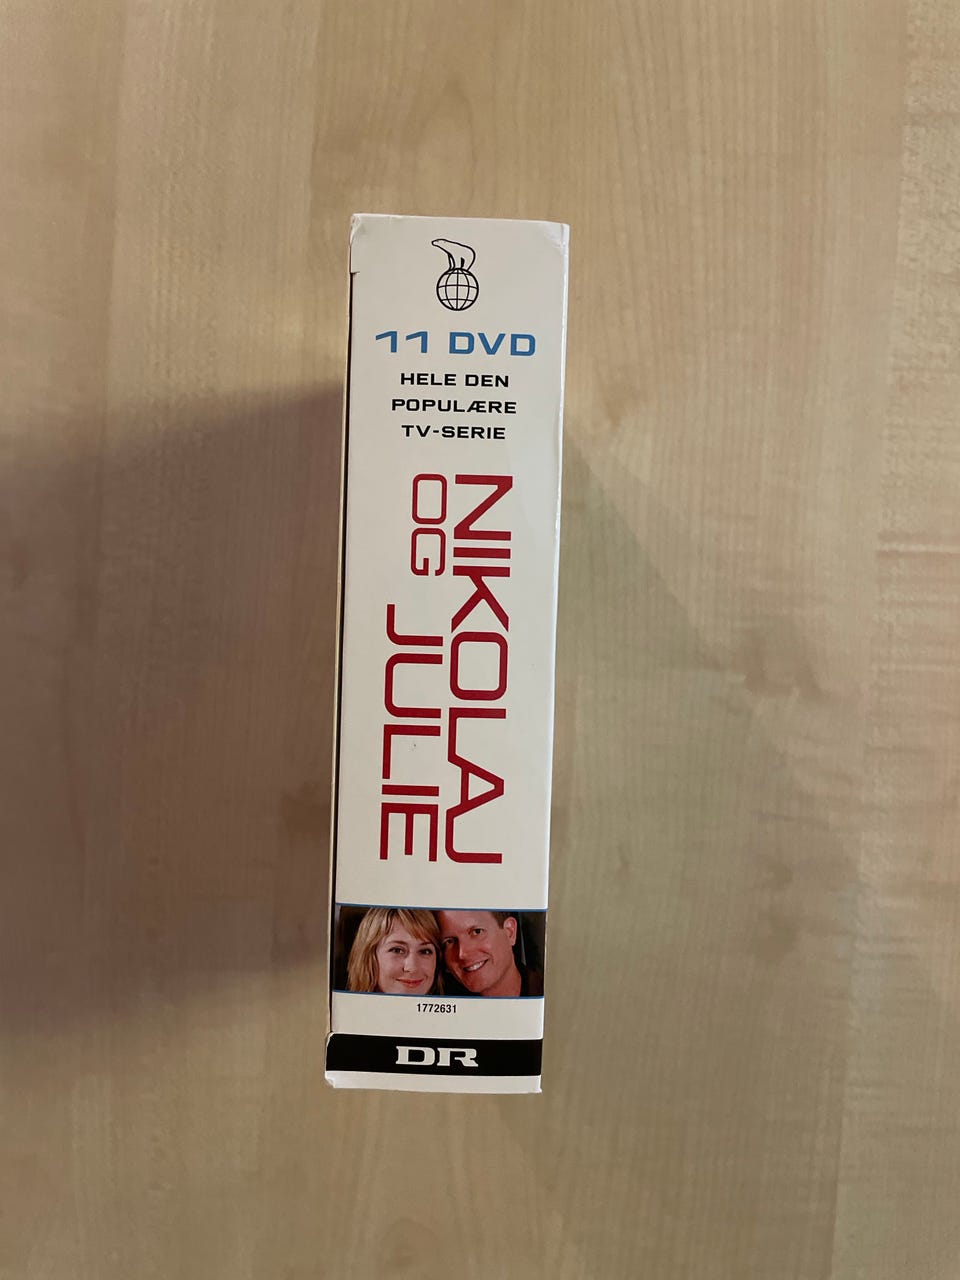 11 DVD
HELE DEN
POPULÆRE
TV-SERIE
NIKOLAJ
OG JULIE
1772631
DR